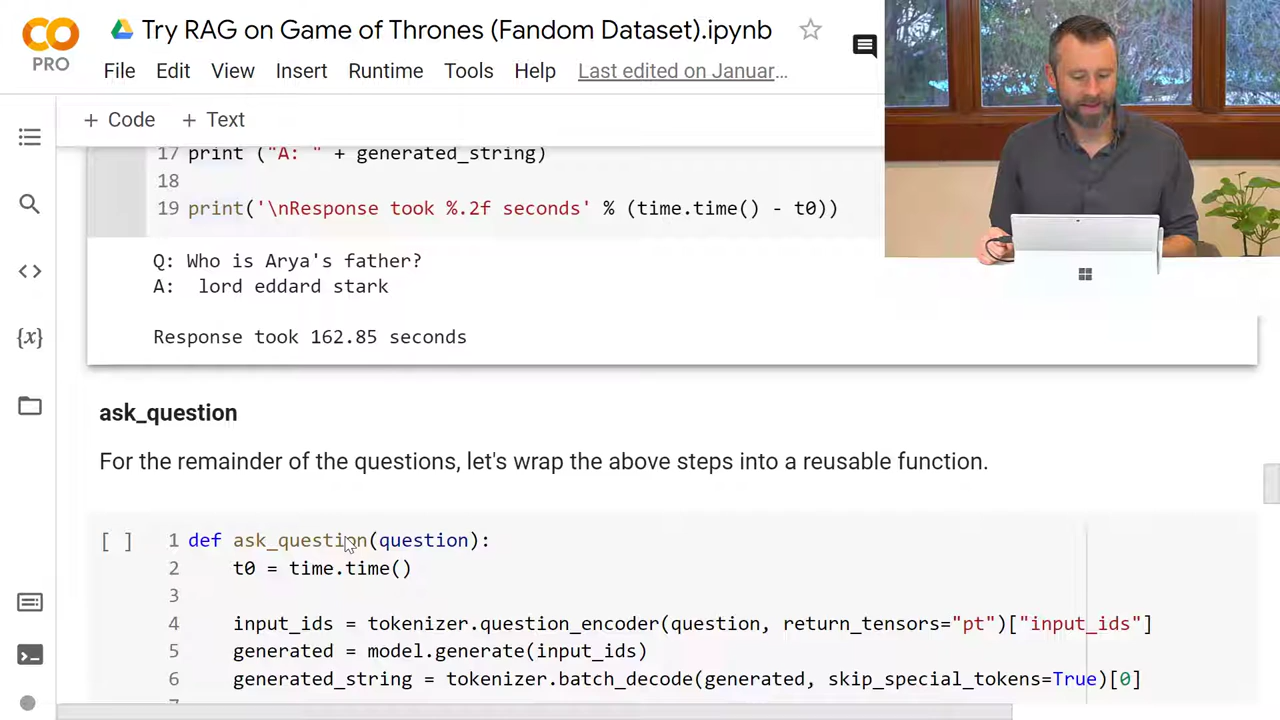 CO
PRO
Try RAG on Game of Thrones (Fandom Dataset).ipynb
File Edit View Insert Runtime Tools Help Last edited on Januar…
+ Code + Text
17 print ("A: " + generated_string)
18
19 print('\nResponse took %.2f seconds' % (time.time() - t0))
Q: Who is Arya's father?
A:  lord eddard stark
Response took 162.85 seconds
ask_question
For the remainder of the questions, let's wrap the above steps into a reusable function.
[ ] 1 def ask_question(question):
2 t0 = time.time()
3
4 input_ids = tokenizer.question_encoder(question, return_tensors="pt")["input_ids"]
5 generated = model.generate(input_ids)
6 generated_string = tokenizer.batch_decode(generated, skip_special_tokens=True)[0]